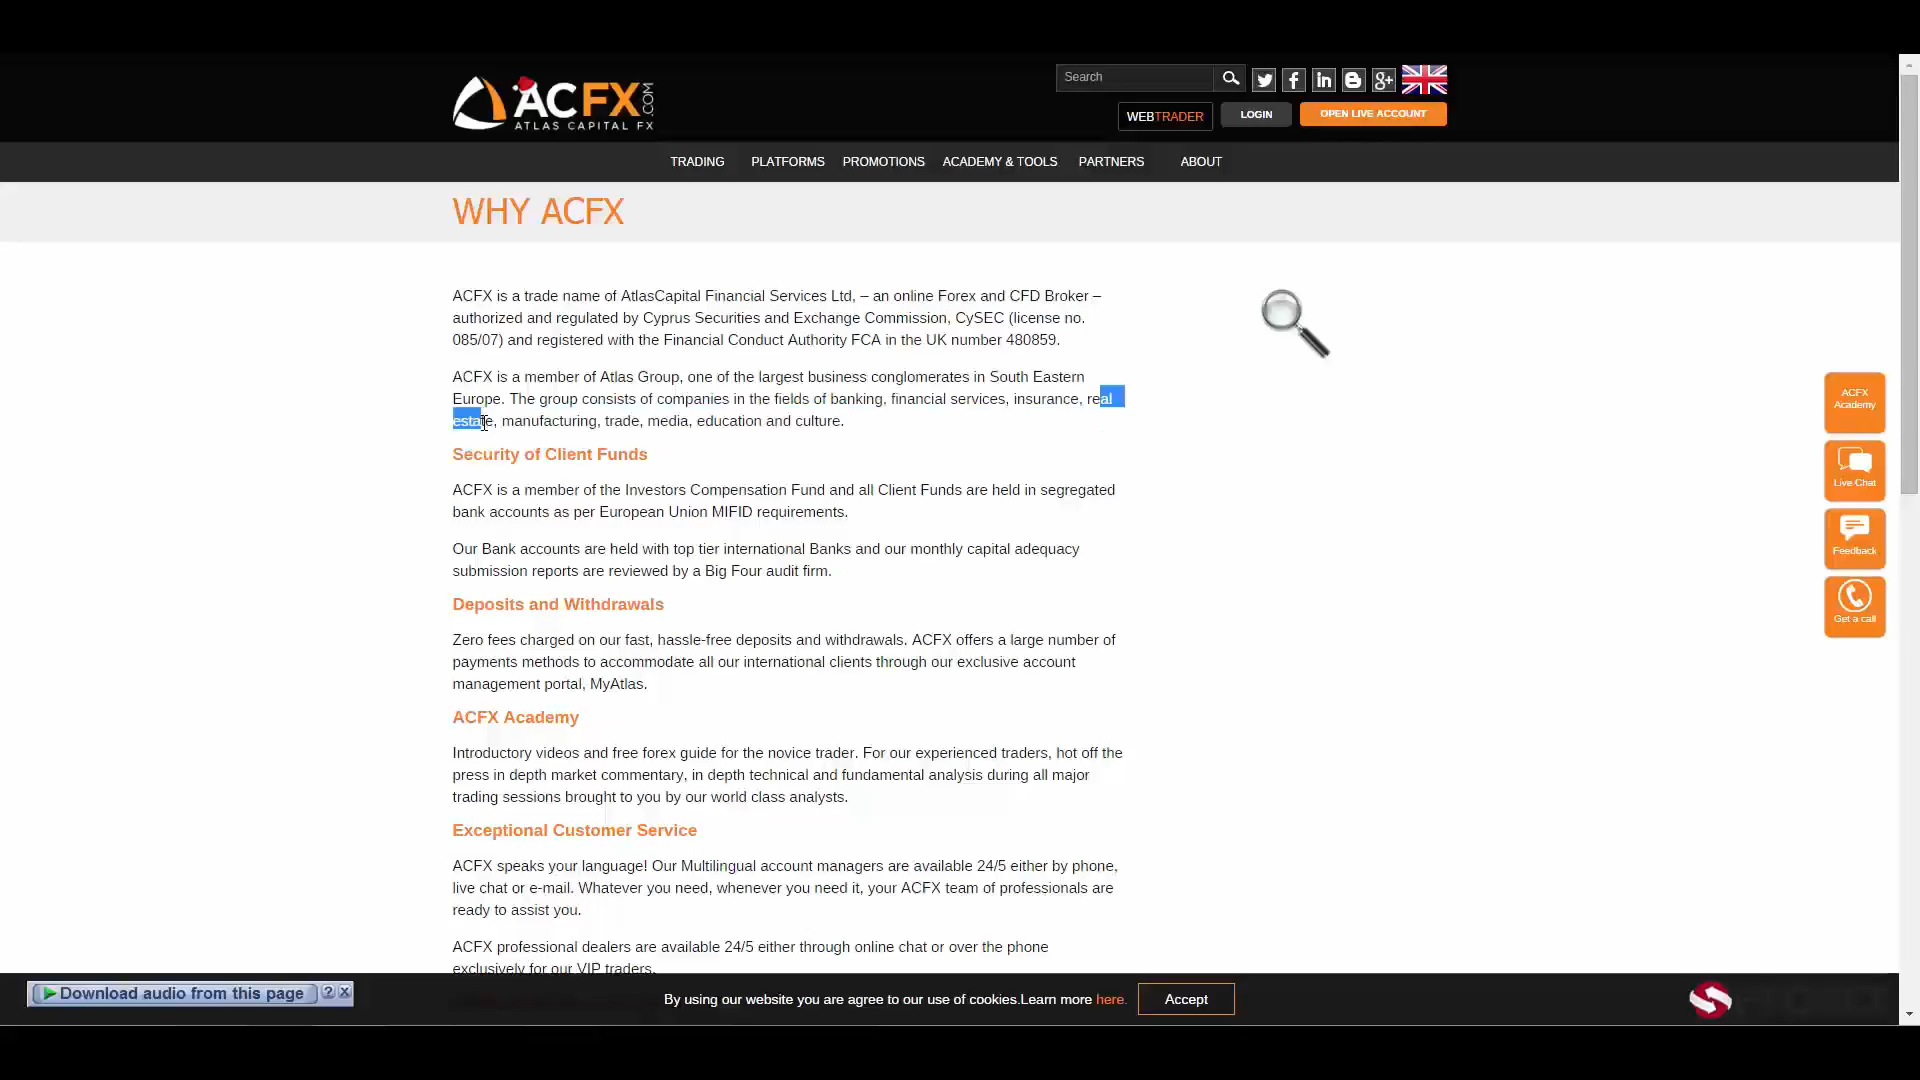 Search
ACFX.COM
ATLAS CAPITAL FX
WEBTRADER
LOGIN
OPEN LIVE ACCOUNT
TRADING
PLATFORMS
PROMOTIONS
ACADEMY & TOOLS
PARTNERS
ABOUT
WHY ACFX
ACFX is a trade name of AtlasCapital Financial Services Ltd, – an online Forex and CFD Broker –
authorized and regulated by Cyprus Securities and Exchange Commission, CySEC (license no.
085/07) and registered with the Financial Conduct Authority FCA in the UK number 480859.
ACFX is a member of Atlas Group, one of the largest business conglomerates in South Eastern
Europe. The group consists of companies in the fields of banking, financial services, insurance, real
estate, manufacturing, trade, media, education and culture.
Security of Client Funds
ACFX is a member of the Investors Compensation Fund and all Client Funds are held in segregated
bank accounts as per European Union MIFID requirements.
Our Bank accounts are held with top tier international Banks and our monthly capital adequacy
submission reports are reviewed by a Big Four audit firm.
Deposits and Withdrawals
Zero fees charged on our fast, hassle-free deposits and withdrawals. ACFX offers a large number of
payments methods to accommodate all our international clients through our exclusive account
management portal, MyAtlas.
ACFX Academy
Introductory videos and free forex guide for the novice trader. For our experienced traders, hot off the
press in depth market commentary, in depth technical and fundamental analysis during all major
trading sessions brought to you by our world class analysts.
Exceptional Customer Service
ACFX speaks your language! Our Multilingual account managers are available 24/5 either by phone,
live chat or e-mail. Whatever you need, whenever you need it, your ACFX team of professionals are
ready to assist you.
ACFX professional dealers are available 24/5 either through online chat or over the phone
exclusively for our VIP traders.
ACFX
Academy
Live Chat
Feedback
Get a call
Download audio from this page
? X
By using our website you are agree to our use of cookies.Learn more here.
Accept